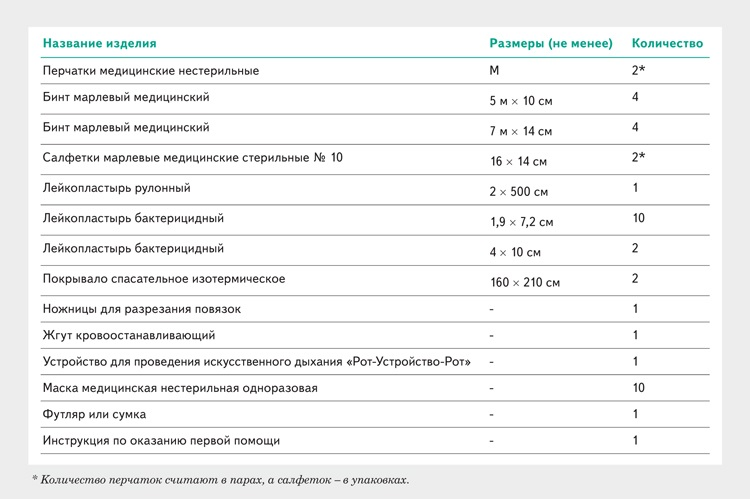 Название изделия Размеры (не менее) Количество
Перчатки медицинские нестерильные М 2*
Бинт марлевый медицинский 5 м × 10 см 4
Бинт марлевый медицинский 7 м × 14 см 4
Салфетки марлевые медицинские стерильные № 10 16 × 14 см 2*
Лейкопластырь рулонный 2 × 500 см 1
Лейкопластырь бактерицидный 1,9 × 7,2 см 10
Лейкопластырь бактерицидный 4 × 10 см 2
Покрывало спасательное изотермическое 160 × 210 см 2
Ножницы для разрезания повязок - 1
Жгут кровоостанавливающий - 1
Устройство для проведения искусственного дыхания «Рот-Устройство-Рот» - 1
Маска медицинская нестерильная одноразовая - 10
Футляр или сумка - 1
Инструкция по оказанию первой помощи - 1
* Количество перчаток считают в парах, а салфеток – в упаковках.